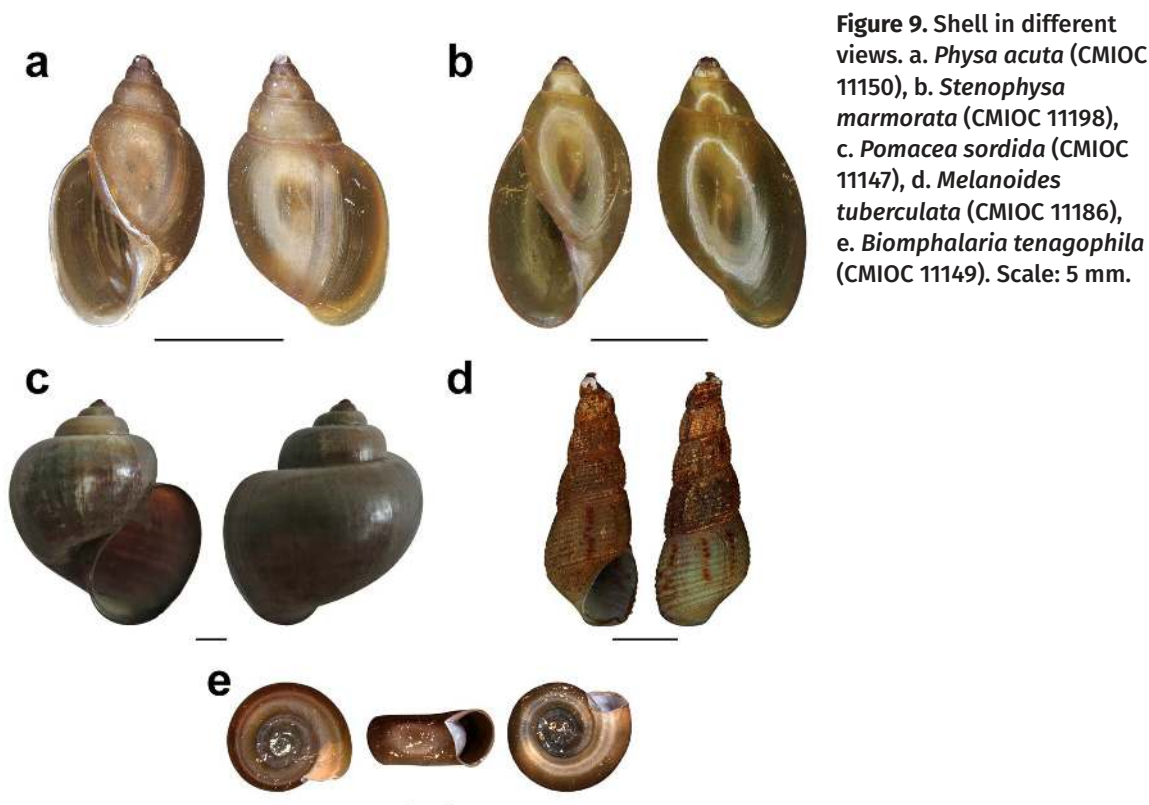 a
b
Figure 9. Shell in different
views. a. Physa acuta (CMIOC
11150), b. Stenophysa
marmorata (CMIOC 11198),
c. Pomacea sordida (CMIOC
11147), d. Melanoides
tuberculata (CMIOC 11186),
e. Biomphalaria tenagophila
(CMIOC 11149). Scale: 5 mm.
c
d
e